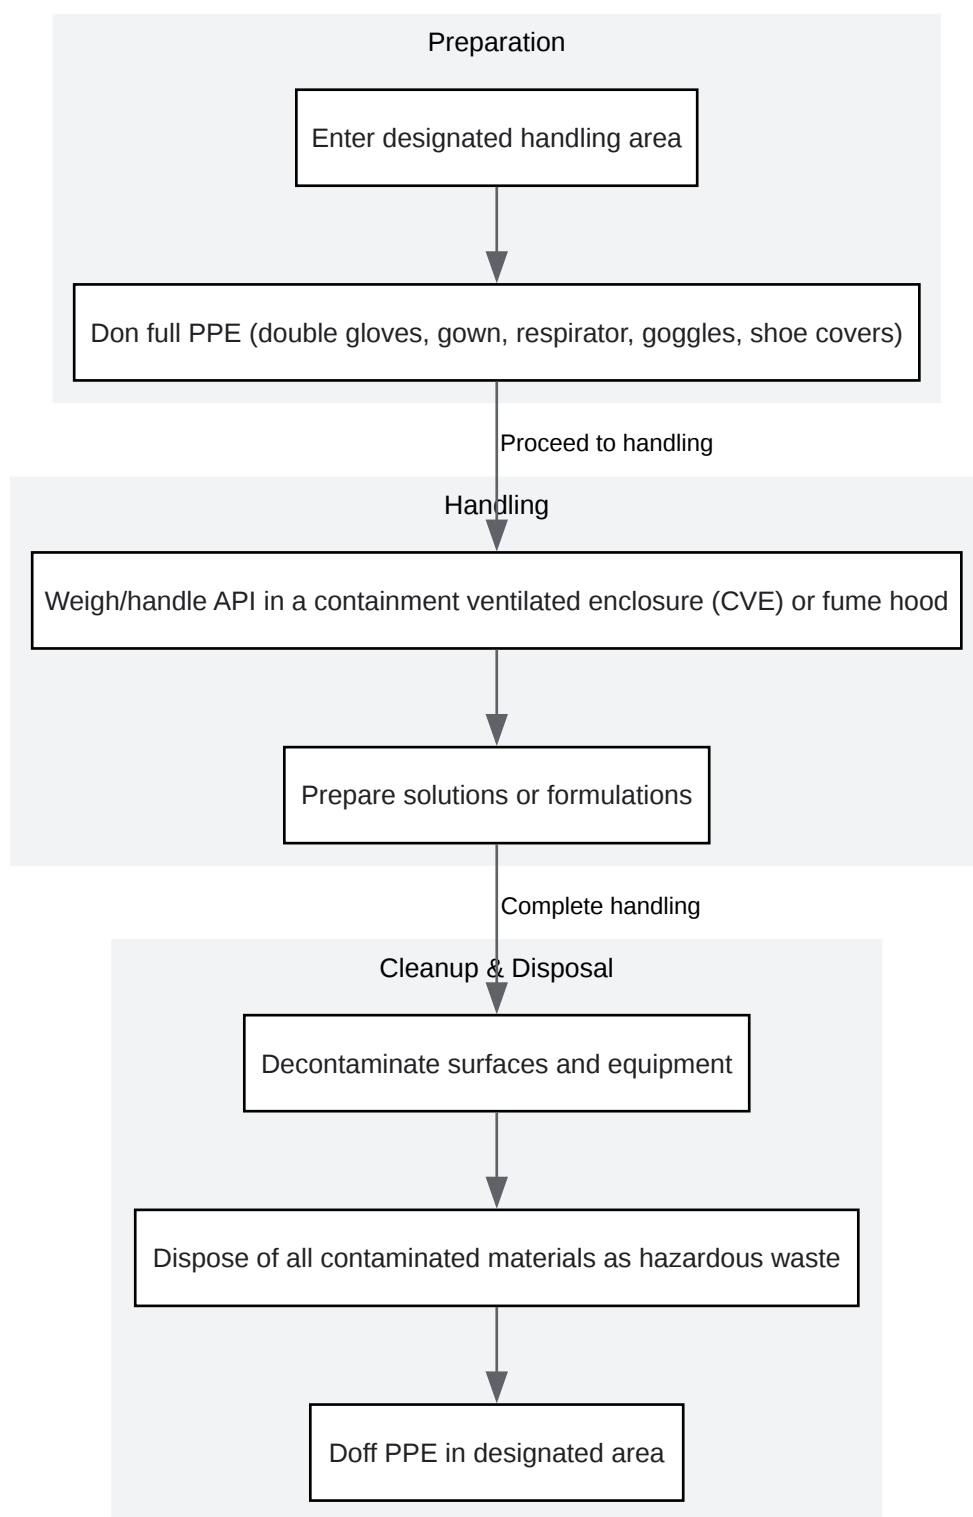 Preparation
Enter designated handling area
Don full PPE (double gloves, gown, respirator, goggles, shoe covers)
Proceed to handling
Handling
Weigh/handle API in a containment ventilated enclosure (CVE) or fume hood
Prepare solutions or formulations
Complete handling
Cleanup & Disposal
Decontaminate surfaces and equipment
Dispose of all contaminated materials as hazardous waste
Doff PPE in designated area